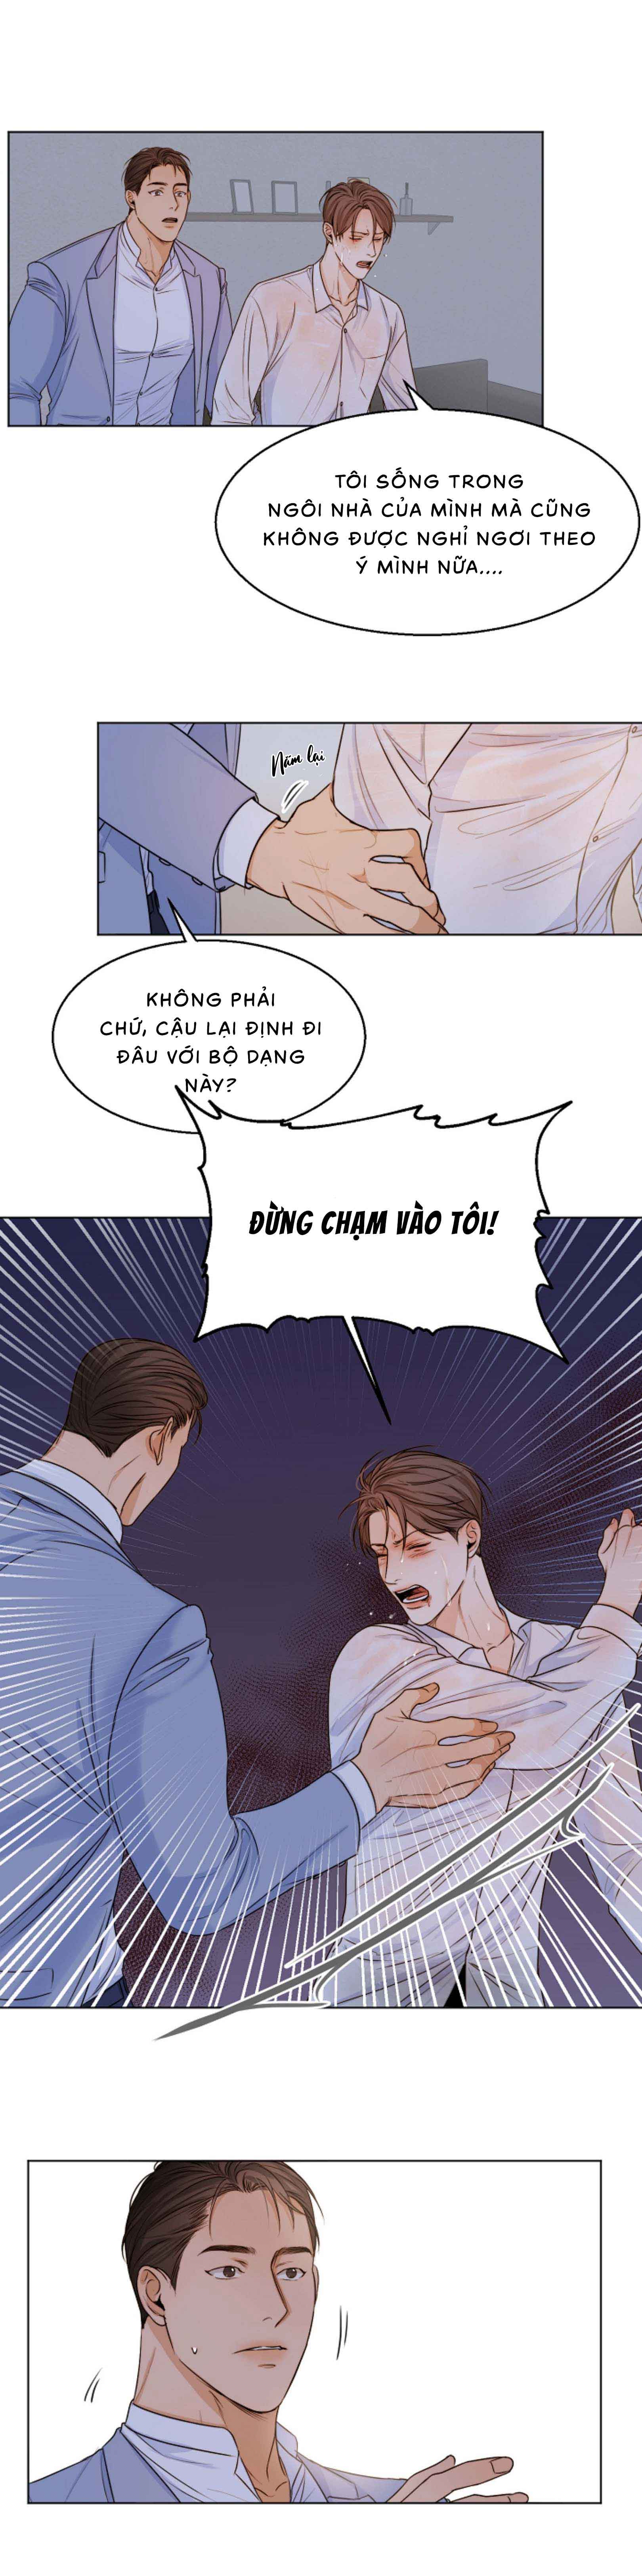 TÔI SỐNG TRONG
NGÔI NHÀ CỦA MÌNH MÀ CŨNG
KHÔNG ĐƯỢC NGHỈ NGƠI THEO
Ý MÌNH NỮA....
Nắm lại
KHÔNG PHẢI
CHỨ, CẬU LẠI ĐỊNH ĐI
ĐÂU VỚI BỘ DẠNG
NÀY?
ĐỪNG CHẠM VÀO TÔI!